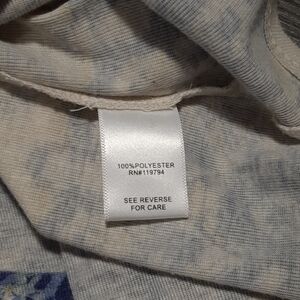 100%POLYESTER
RN#119794
SEE REVERSE
FOR CARE